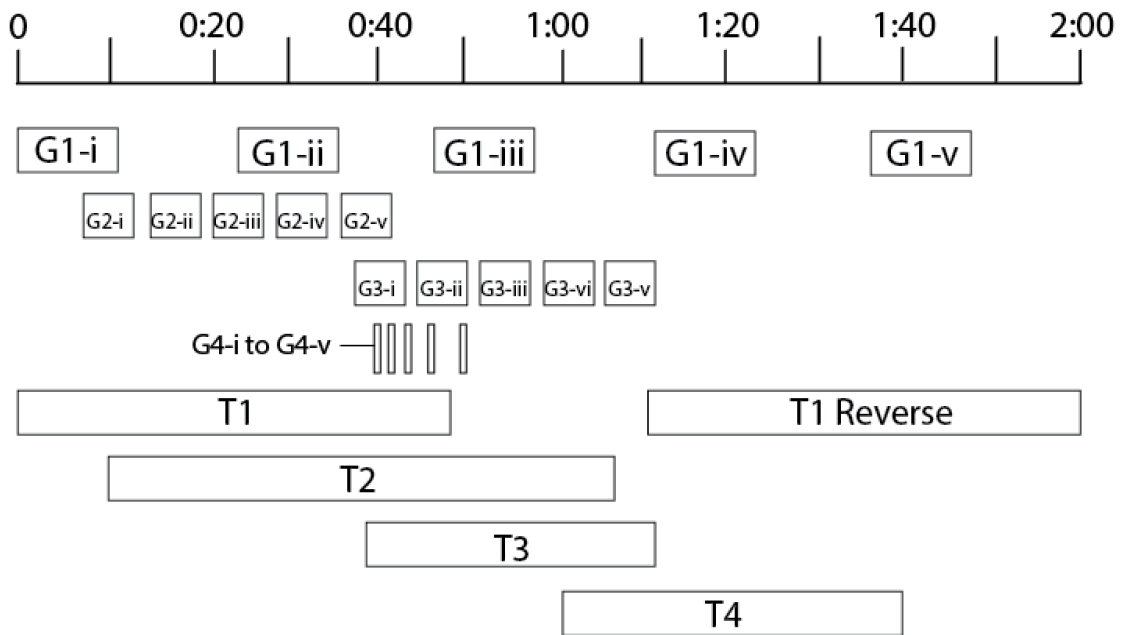 0 0:20 0:40 1:00 1:20 1:40 2:00
G1-i G1-ii G1-iii G1-iv G1-v
G2-i G2-ii G2-iii G2-iv G2-v
G3-i G3-ii G3-iii G3-vi G3-v
G4-i to G4-v
T1 T1 Reverse
T2
T3
T4